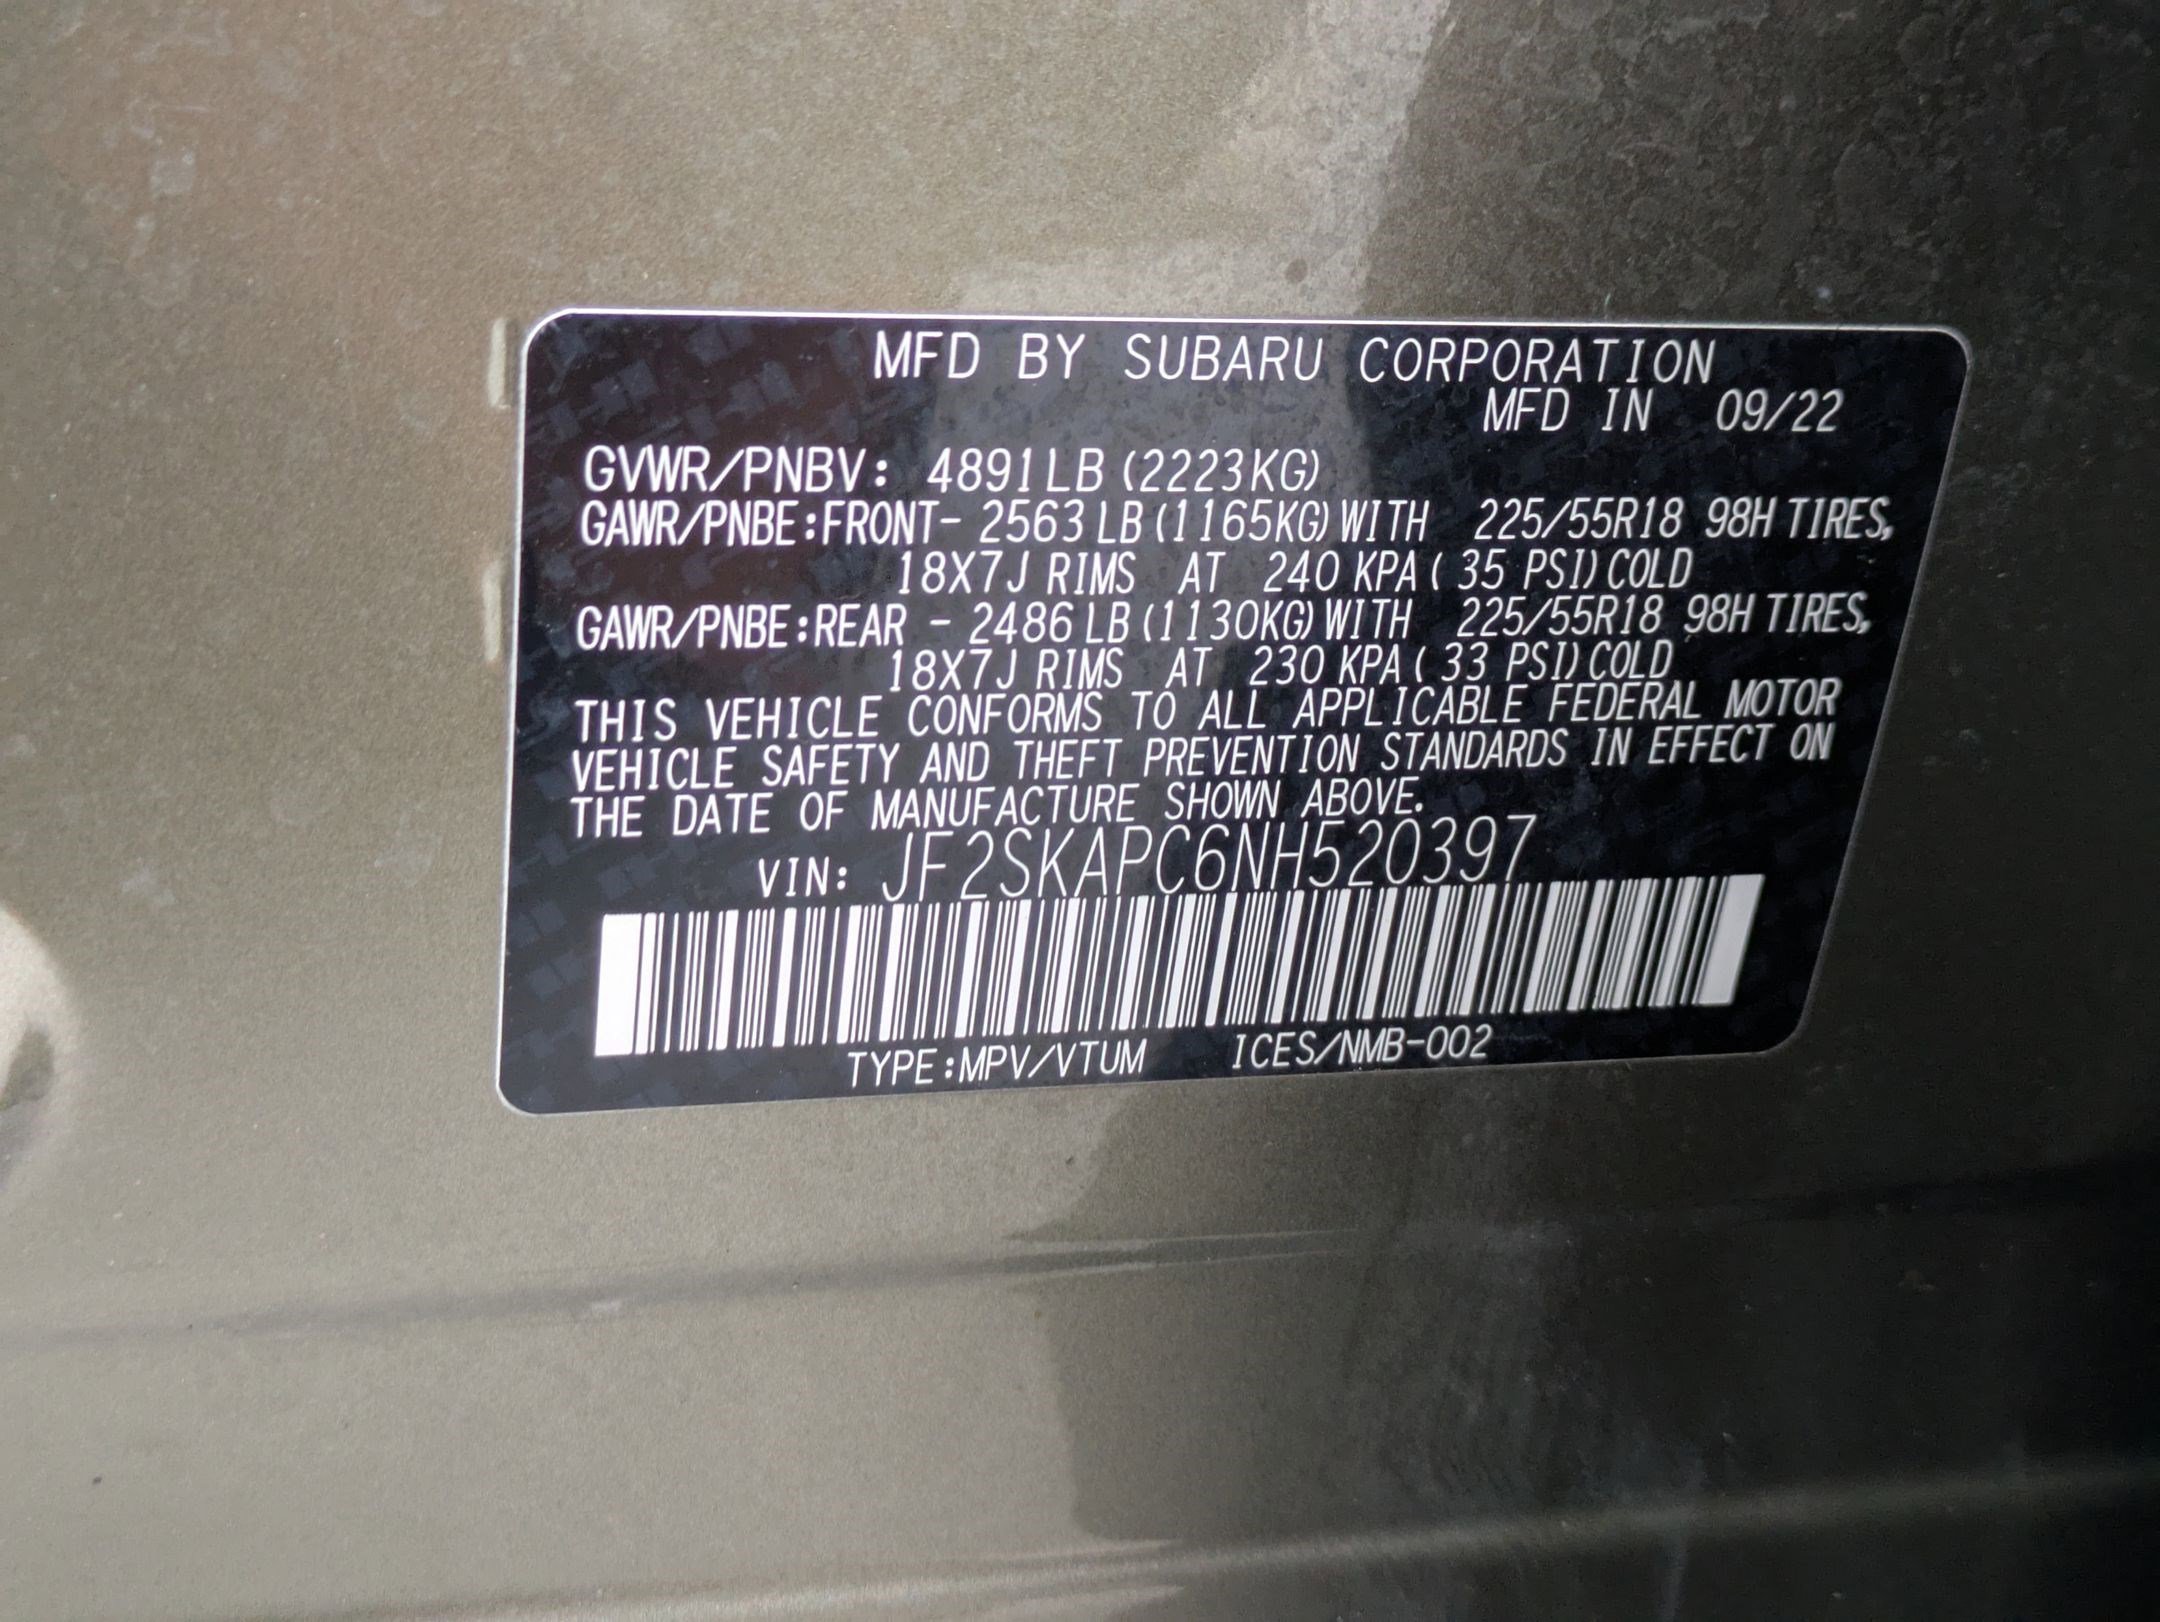 MFD BY SUBARU CORPORATION
MFD IN 09/22
GVWR/PNBV: 4891LB (2223KG)
GAWR/PNBE:FRONT- 2563 LB (1165KG) WITH 225/55R18 98H TIRES,
18X7J RIMS AT 240 KPA ( 35 PSI) COLD
GAWR/PNBE:REAR - 2486 LB (1130KG) WITH 225/55R18 98H TIRES,
18X7J RIMS AT 230 KPA ( 33 PSI) COLD
THIS VEHICLE CONFORMS TO ALL APPLICABLE FEDERAL MOTOR
VEHICLE SAFETY AND THEFT PREVENTION STANDARDS IN EFFECT ON
THE DATE OF MANUFACTURE SHOWN ABOVE.
VIN: JF2SKAPC6NH520397
TYPE:MPV/VTUM ICES/NMB-002